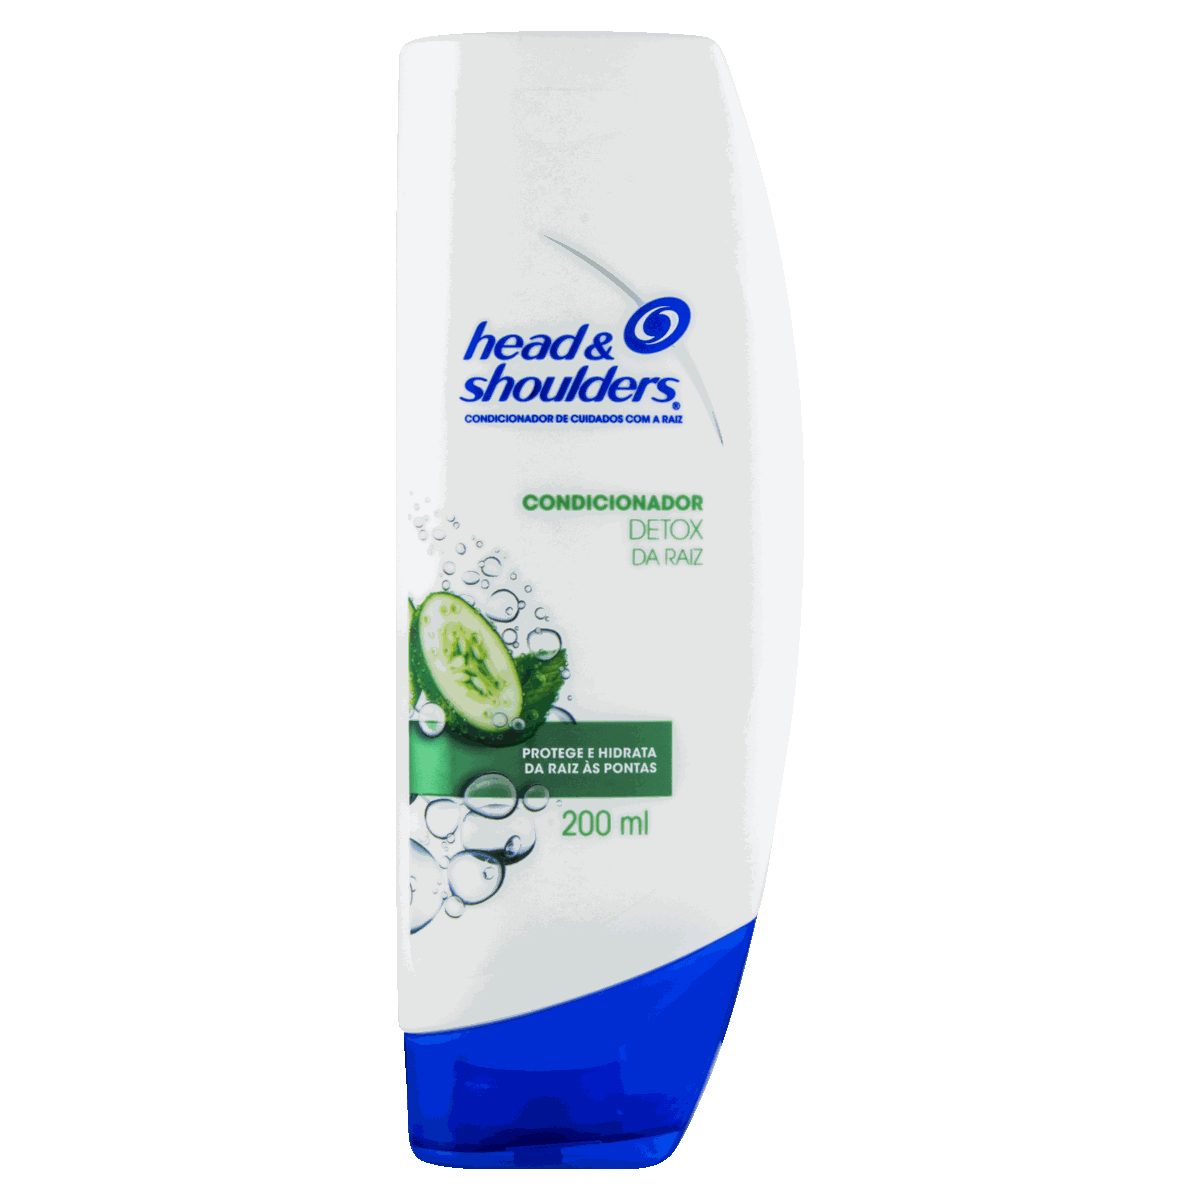 head &
shoulders®
CONDICIONADOR DE CUIDADOS COM A RAIZ
CONDICIONADOR
DETOX
DA RAIZ
PROTEGE E HIDRATA
DA RAIZ ÀS PONTAS
200 ml